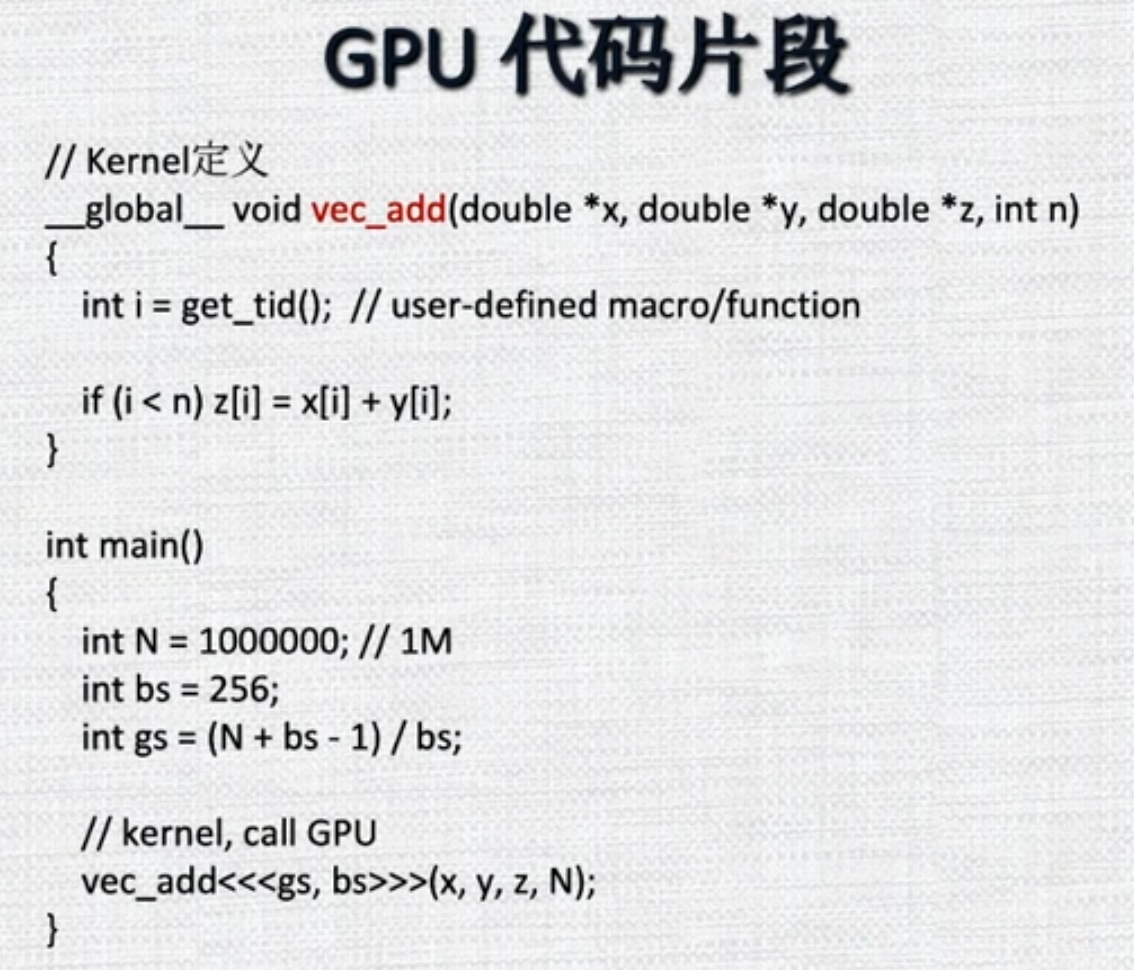 GPU 代码片段
// Kernel定义
__global__ void vec_add(double *x, double *y, double *z, int n)
{
int i = get_tid(); // user-defined macro/function
if (i < n) z[i] = x[i] + y[i];
}
int main()
{
int N = 1000000; // 1M
int bs = 256;
int gs = (N + bs - 1) / bs;
// kernel, call GPU
vec_add<<<gs, bs>>>(x, y, z, N);
}